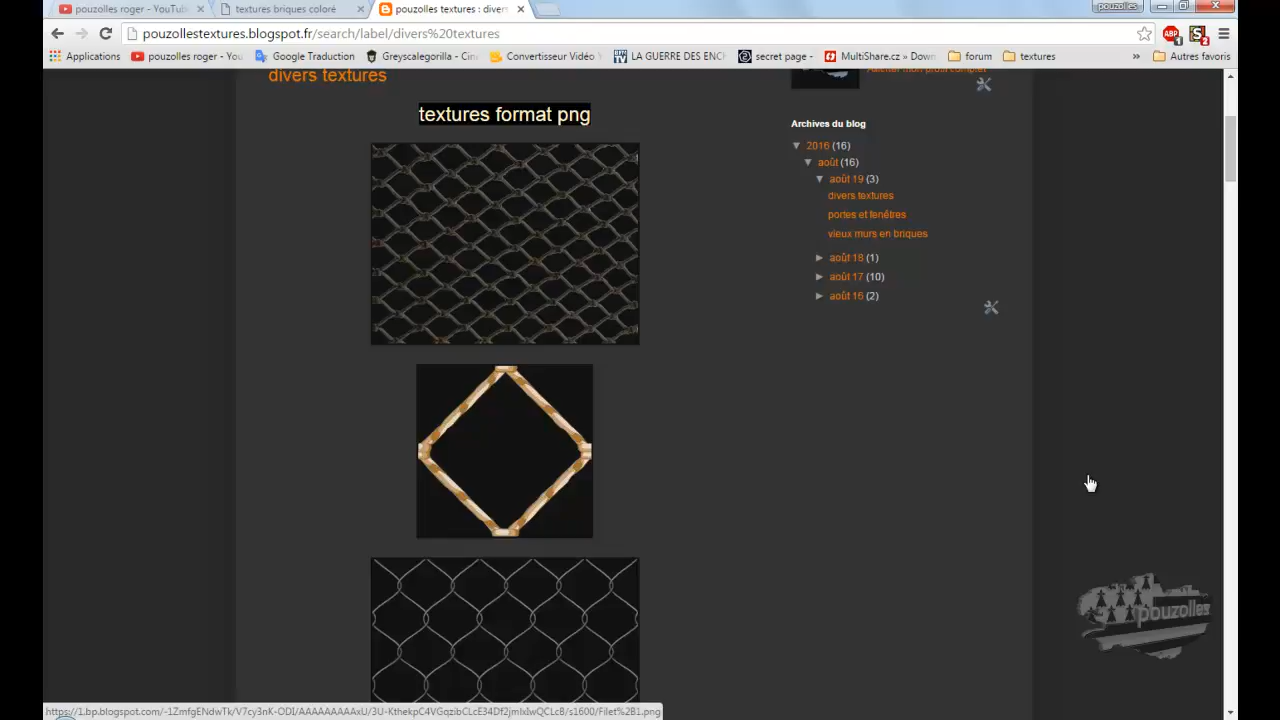 pouzolles roger - YouTub
textures briques coloré
pouzolles textures : diver
pouzolles
pouzollestextures.blogspot.fr/search/label/divers%20textures
Applications
pouzolles roger - You
Google Traduction
Greyscalegorilla - Cin
Convertisseur Vidéo
LA GUERRE DES ENC
secret page -
MultiShare.cz » Down
forum
textures
»
Autres favoris
divers textures
textures format png
Archives du blog
▼ 2016 (16)
▼ août (16)
▼ août 19 (3)
divers textures
portes et fenêtres
vieux murs en briques
► août 18 (1)
► août 17 (10)
► août 16 (2)
pouzolles